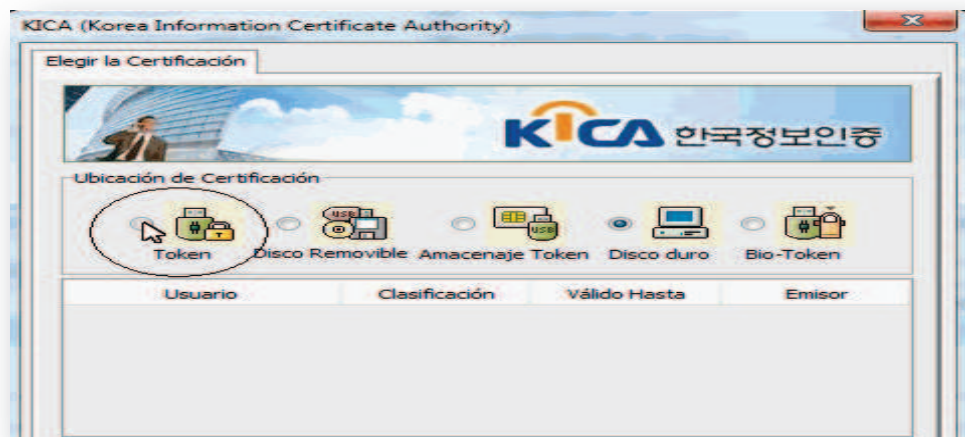 KICA (Korea Information Certificate Authority)
Elegir la Certificación
KICA 한국정보인증
Ubicación de Certificación
Token Disco Removible Amacenaje Token Disco duro Bio-Token
Usuario Clasificación Válido Hasta Emisor